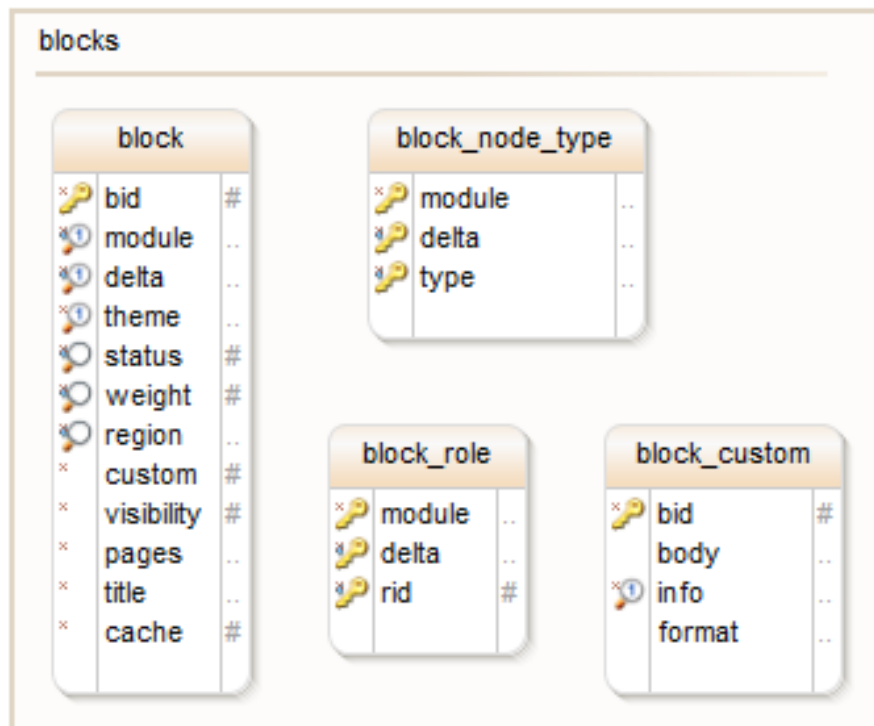 blocks
block
bid #
module ..
delta ..
theme ..
status #
weight #
region ..
custom #
visibility #
pages ..
title ..
cache #
block_node_type
module ..
delta ..
type ..
block_role
module ..
delta ..
rid #
block_custom
bid #
body ..
info ..
format ..